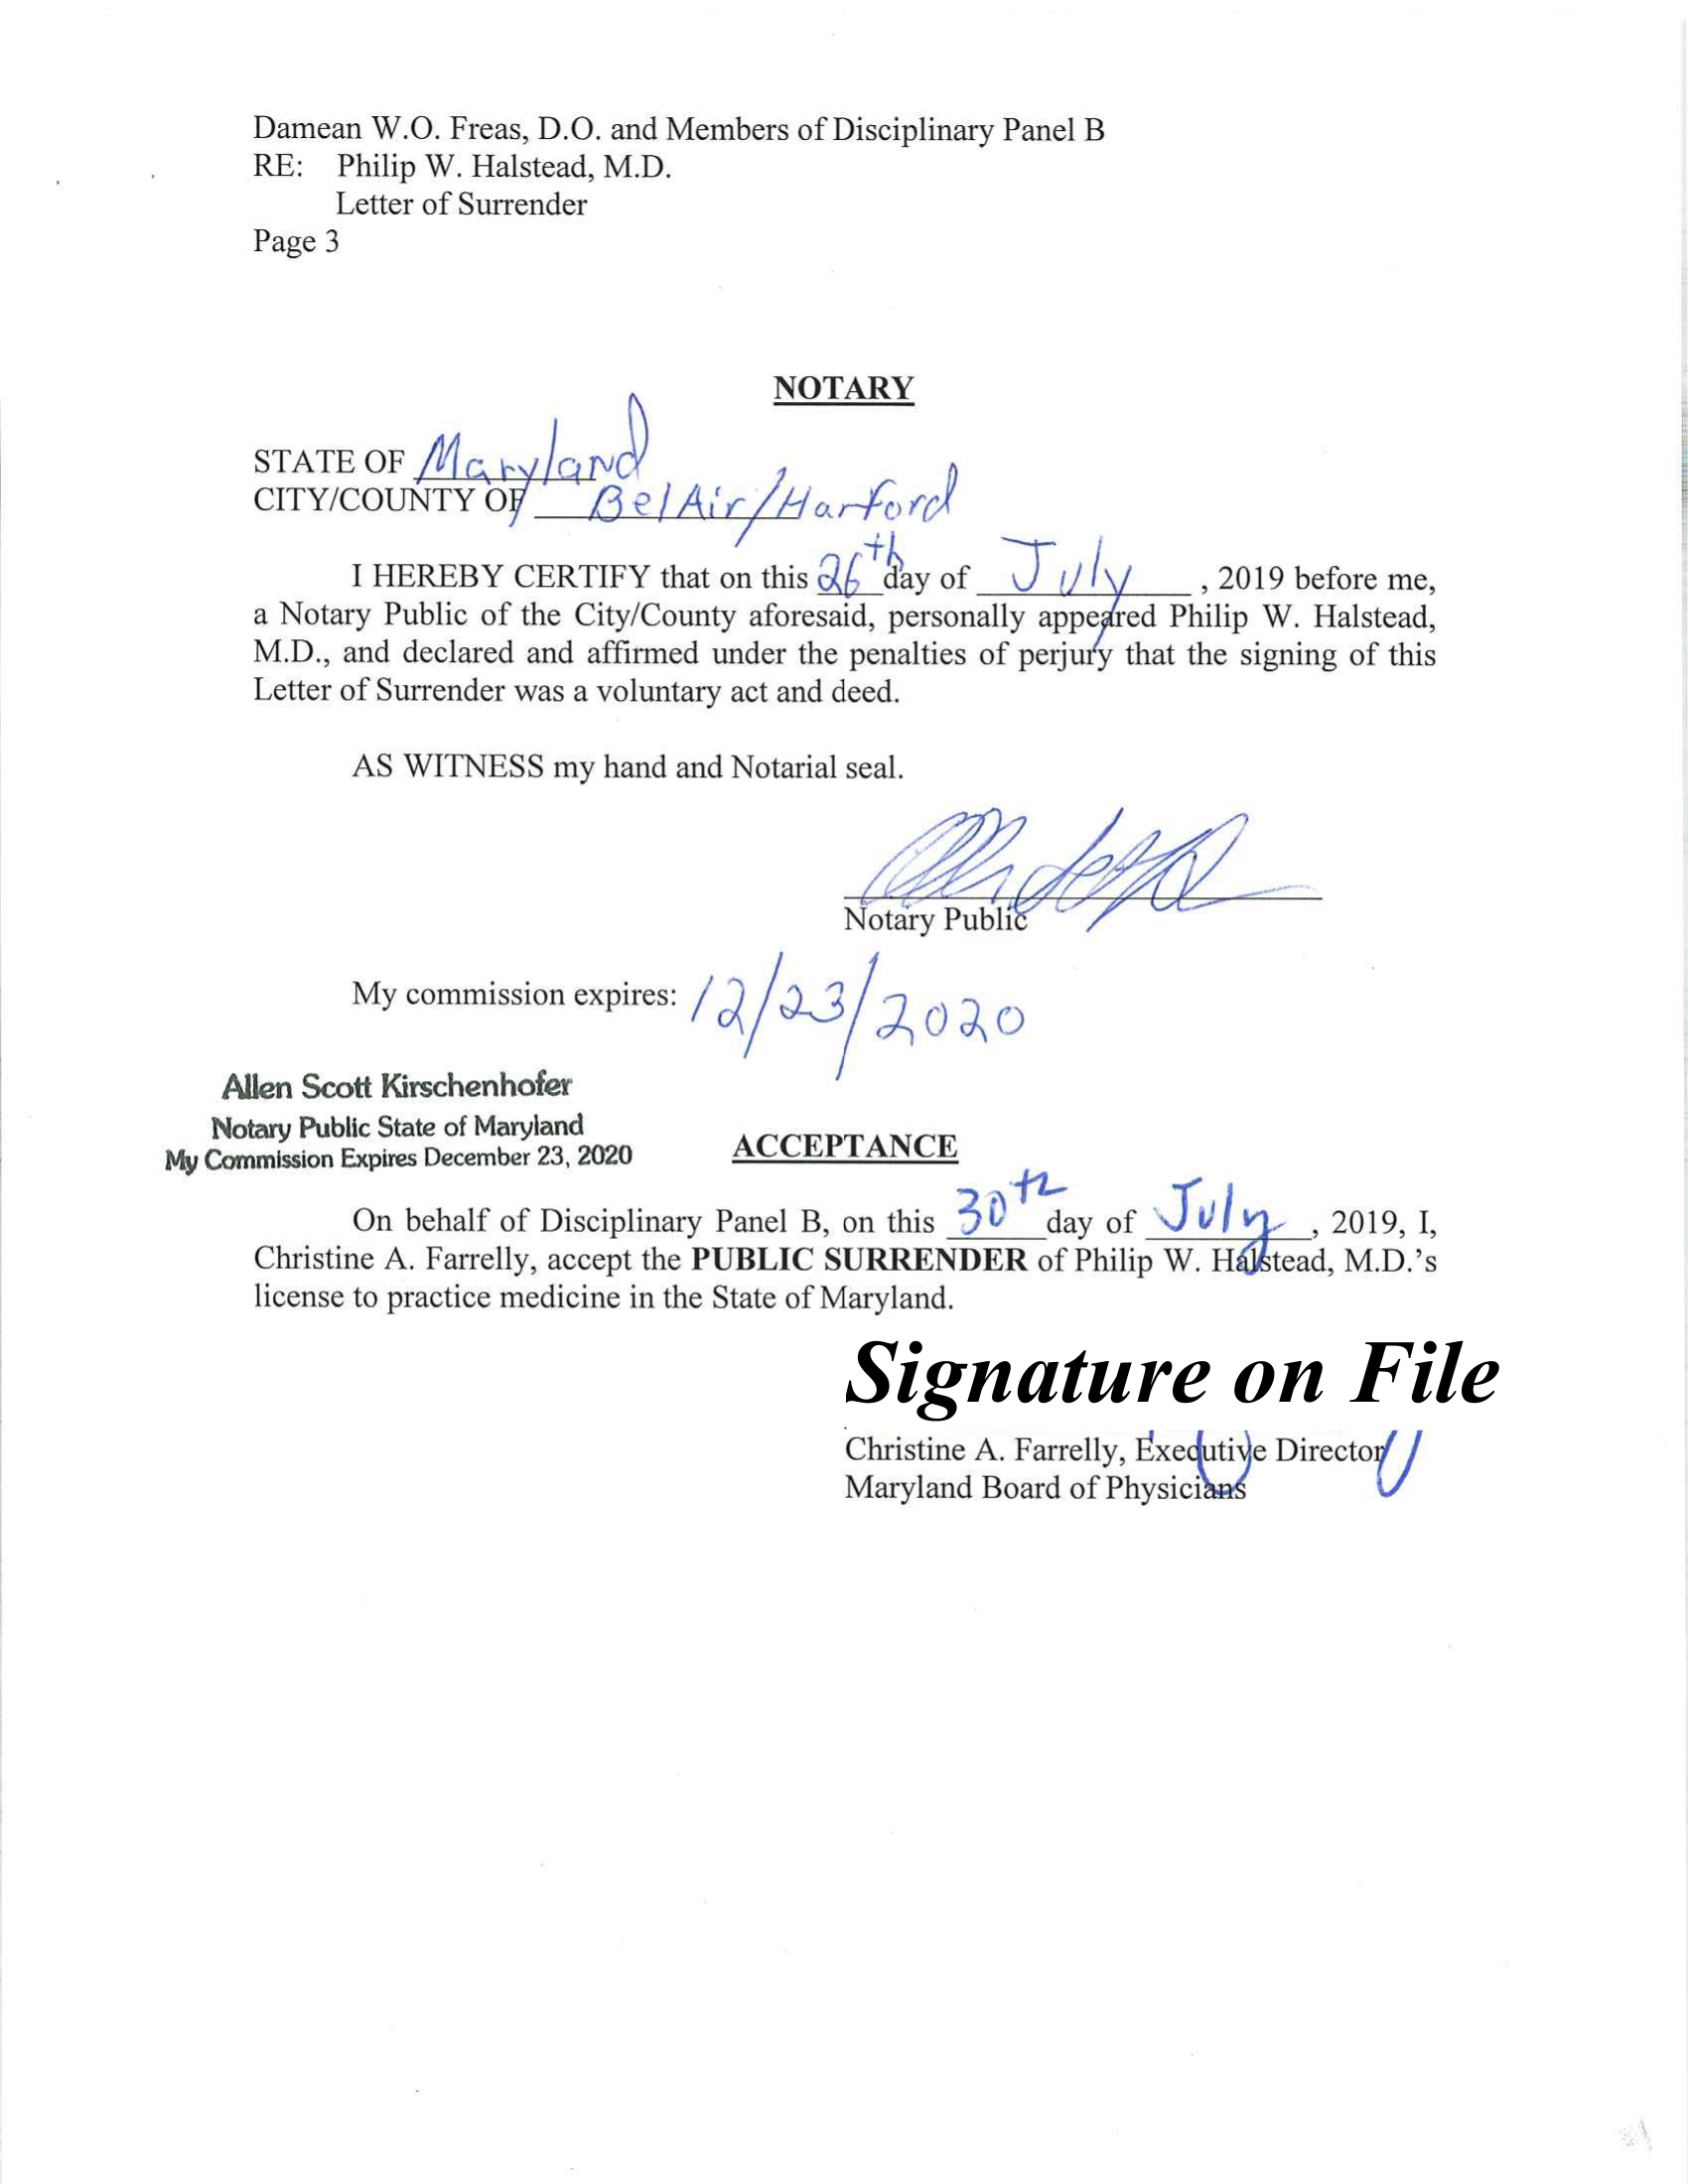 Damean W.O. Freas, D.O. and Members of Disciplinary Panel B
RE: Philip W. Halstead, M.D.
Letter of Surrender
Page 3
NOTARY
STATE OF Maryland
CITY/COUNTY OF Bel Air/Harford
I HEREBY CERTIFY that on this 26th day of July, 2019 before me,
a Notary Public of the City/County aforesaid, personally appeared Philip W. Halstead,
M.D., and declared and affirmed under the penalties of perjury that the signing of this
Letter of Surrender was a voluntary act and deed.
AS WITNESS my hand and Notarial seal.
Notary Public
My commission expires: 12/23/2020
Allen Scott Kirschenhofer
Notary Public State of Maryland
My Commission Expires December 23, 2020
ACCEPTANCE
On behalf of Disciplinary Panel B, on this 30th day of July, 2019, I,
Christine A. Farrelly, accept the PUBLIC SURRENDER of Philip W. Halstead, M.D.'s
license to practice medicine in the State of Maryland.
Signature on File
Christine A. Farrelly, Executive Director
Maryland Board of Physicians